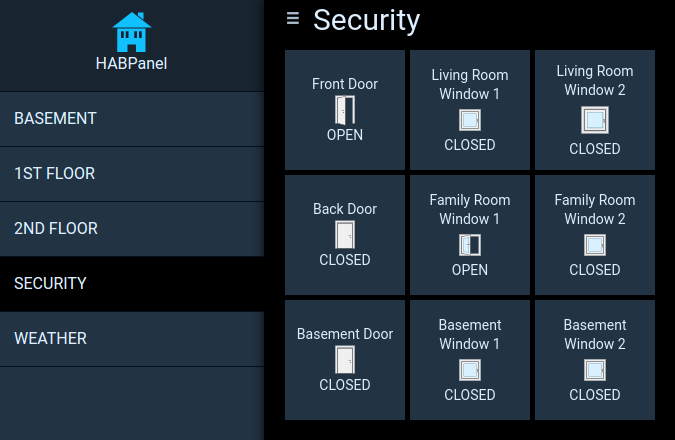 HABPanel
BASEMENT
1ST FLOOR
2ND FLOOR
SECURITY
WEATHER
Security
Front Door
OPEN
Living Room
Window 1
CLOSED
Living Room
Window 2
CLOSED
Back Door
CLOSED
Family Room
Window 1
OPEN
Family Room
Window 2
CLOSED
Basement Door
CLOSED
Basement
Window 1
CLOSED
Basement
Window 2
CLOSED